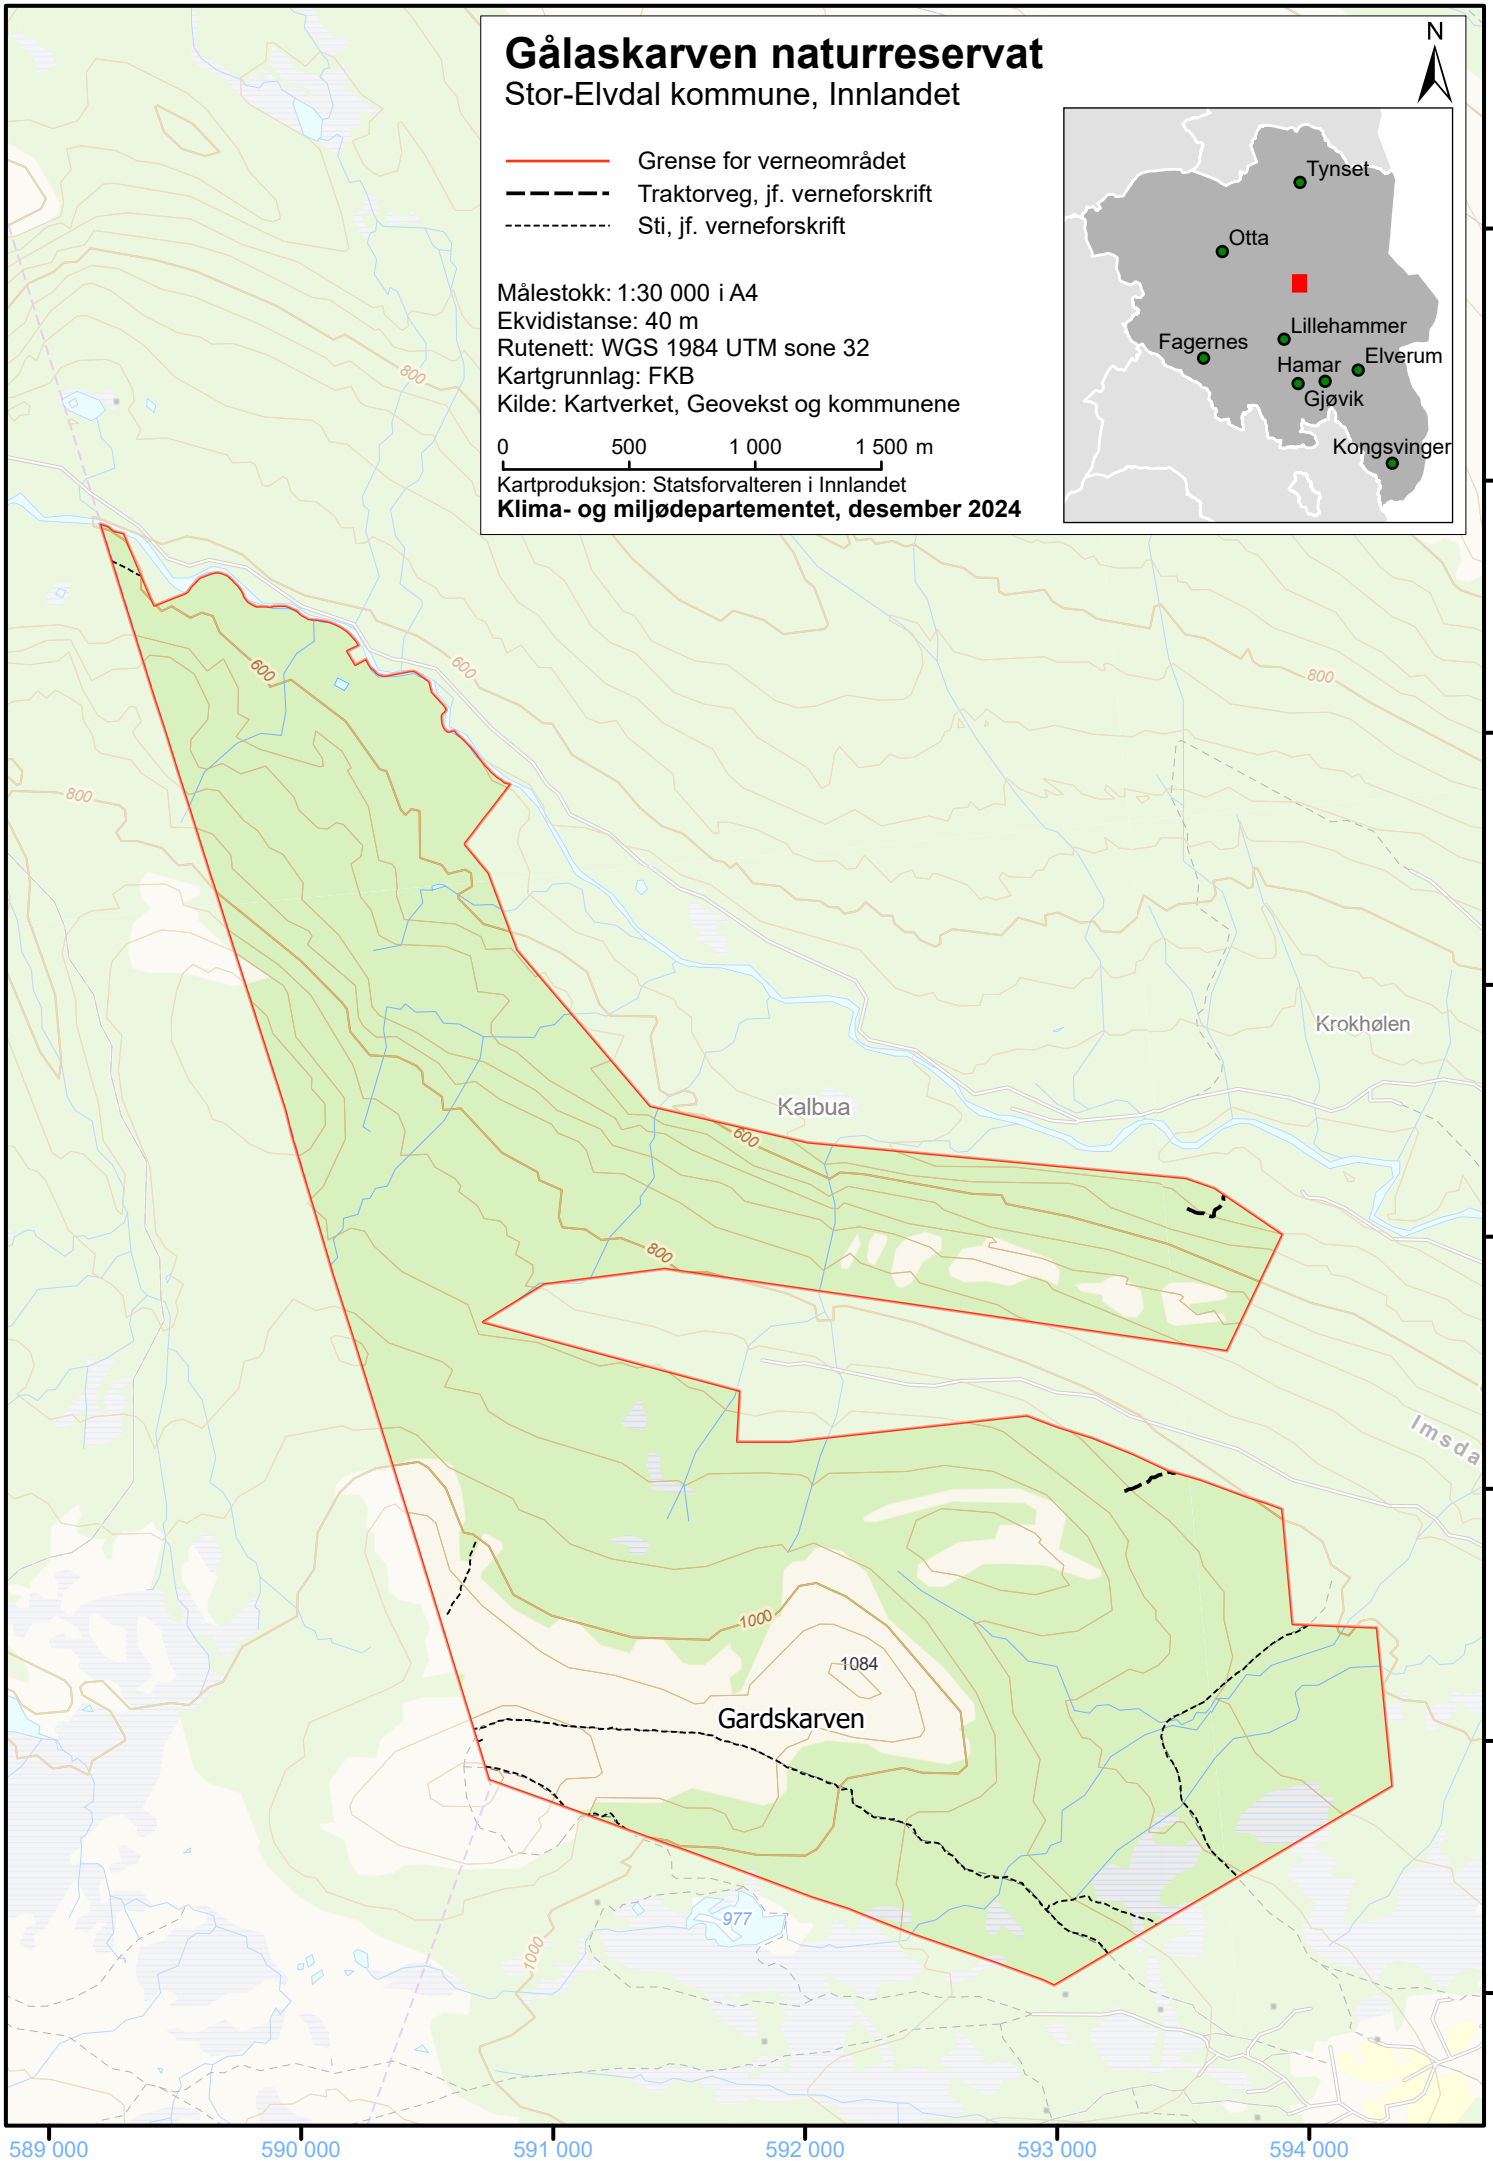 Gålaskarven naturreservat
Stor-Elvdal kommune, Innlandet
Grense for verneområdet
Traktorveg, jf. verneforskrift
Sti, jf. verneforskrift
Målestokk: 1:30 000 i A4
Ekvidistanse: 40 m
Rutenett: WGS 1984 UTM sone 32
Kartgrunnlag: FKB
Kilde: Kartverket, Geovekst og kommunene
0 500 1 000 1 500 m
Kartproduksjon: Statsforvalteren i Innlandet
Klima- og miljødepartementet, desember 2024
N
Tynset
Otta
Lillehammer
Fagernes
Elverum
Hamar
Gjøvik
Kongsvinger
800
600
600
800
800
Krokhølen
Kalbua
600
800
Imsda
1000
1084
Gardskarven
977
1000
589 000
590 000
591 000
592 000
593 000
594 000